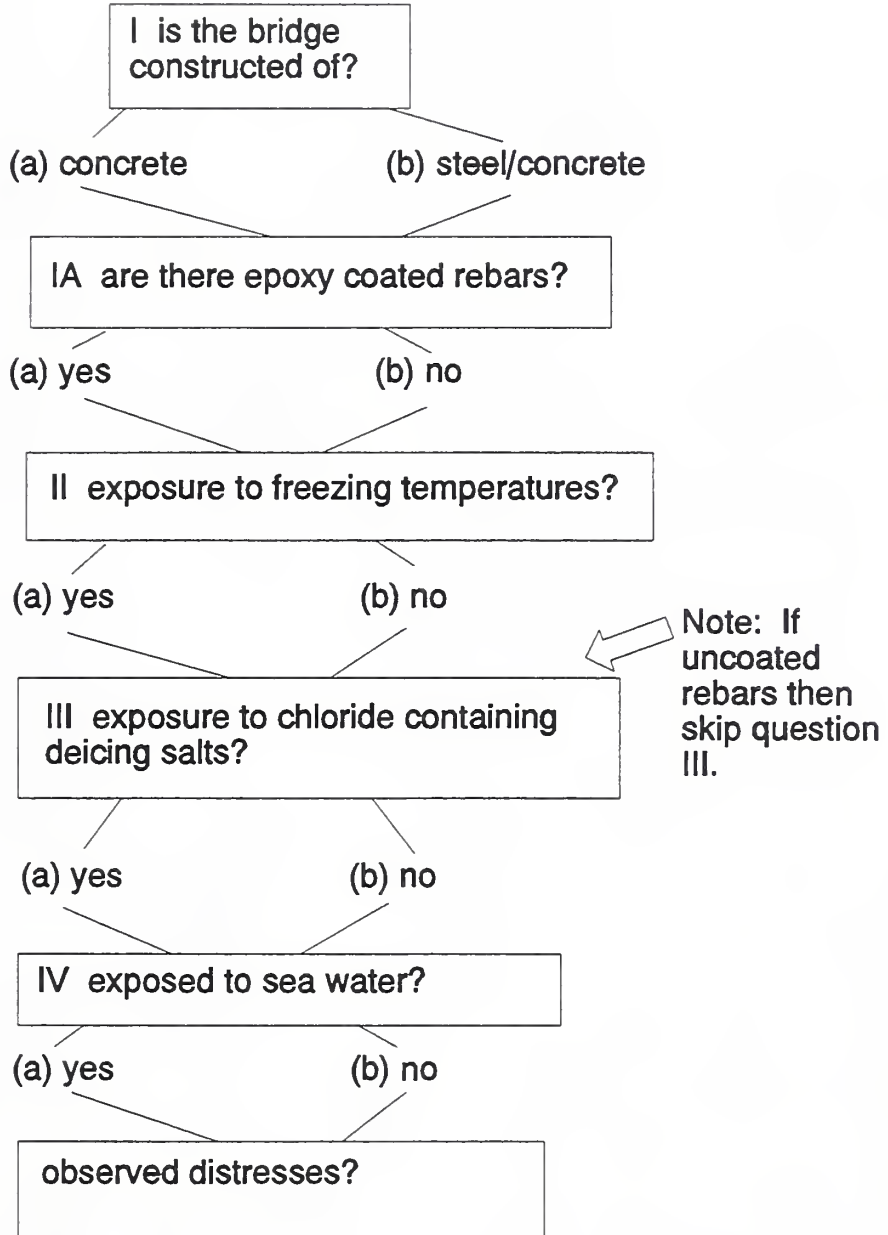 I is the bridge
constructed of?
(a) concrete
(b) steel/concrete
IA are there epoxy coated rebars?
(a) yes
(b) no
II exposure to freezing temperatures?
(a) yes
(b) no
Note: If
uncoated
rebars then
skip question
III.
III exposure to chloride containing
deicing salts?
(a) yes
(b) no
IV exposed to sea water?
(a) yes
(b) no
observed distresses?